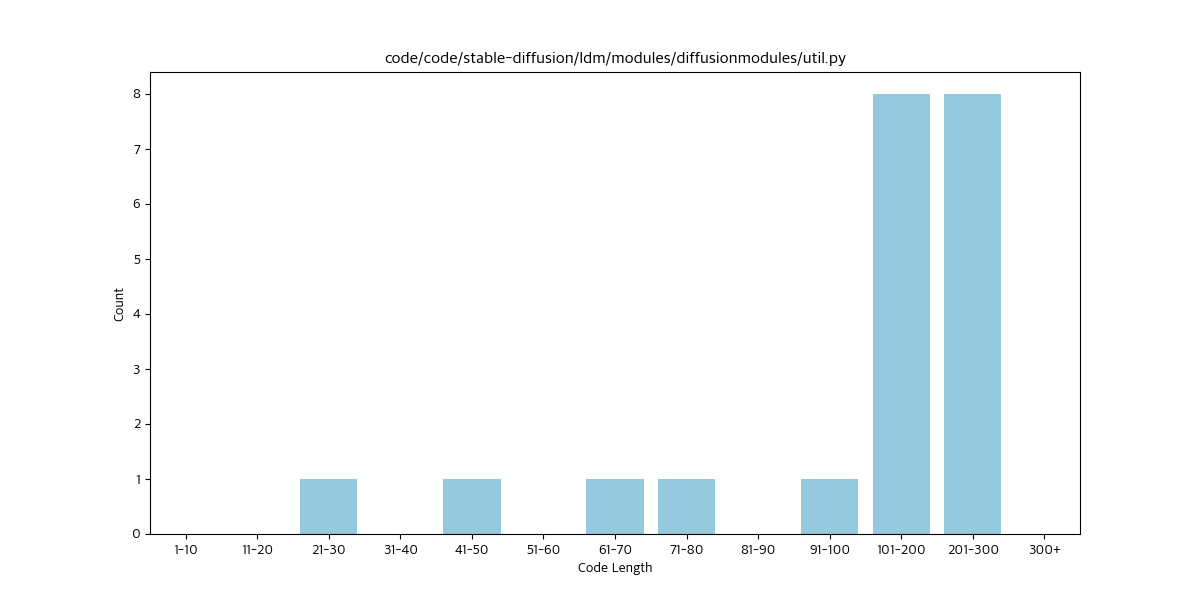 code/code/stable-diffusion/ldm/modules/diffusionmodules/util.py
8
7
6
5
4
3
2
1
0
Count
1-10 11-20 21-30 31-40 41-50 51-60 61-70 71-80 81-90 91-100 101-200 201-300 300+
Code Length